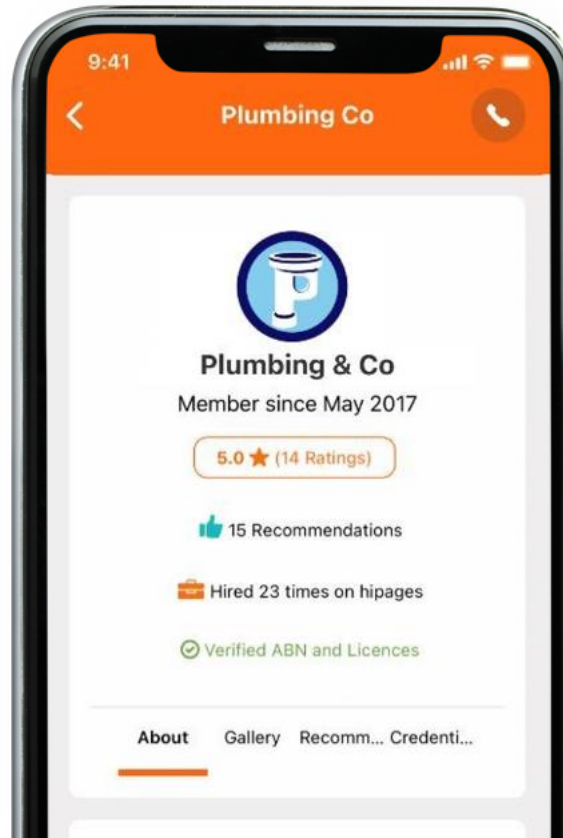 9:41
Plumbing Co
Plumbing & Co
Member since May 2017
5.0 ★ (14 Ratings)
15 Recommendations
Hired 23 times on hipages
Verified ABN and Licences
About Gallery Recomm... Credenti...